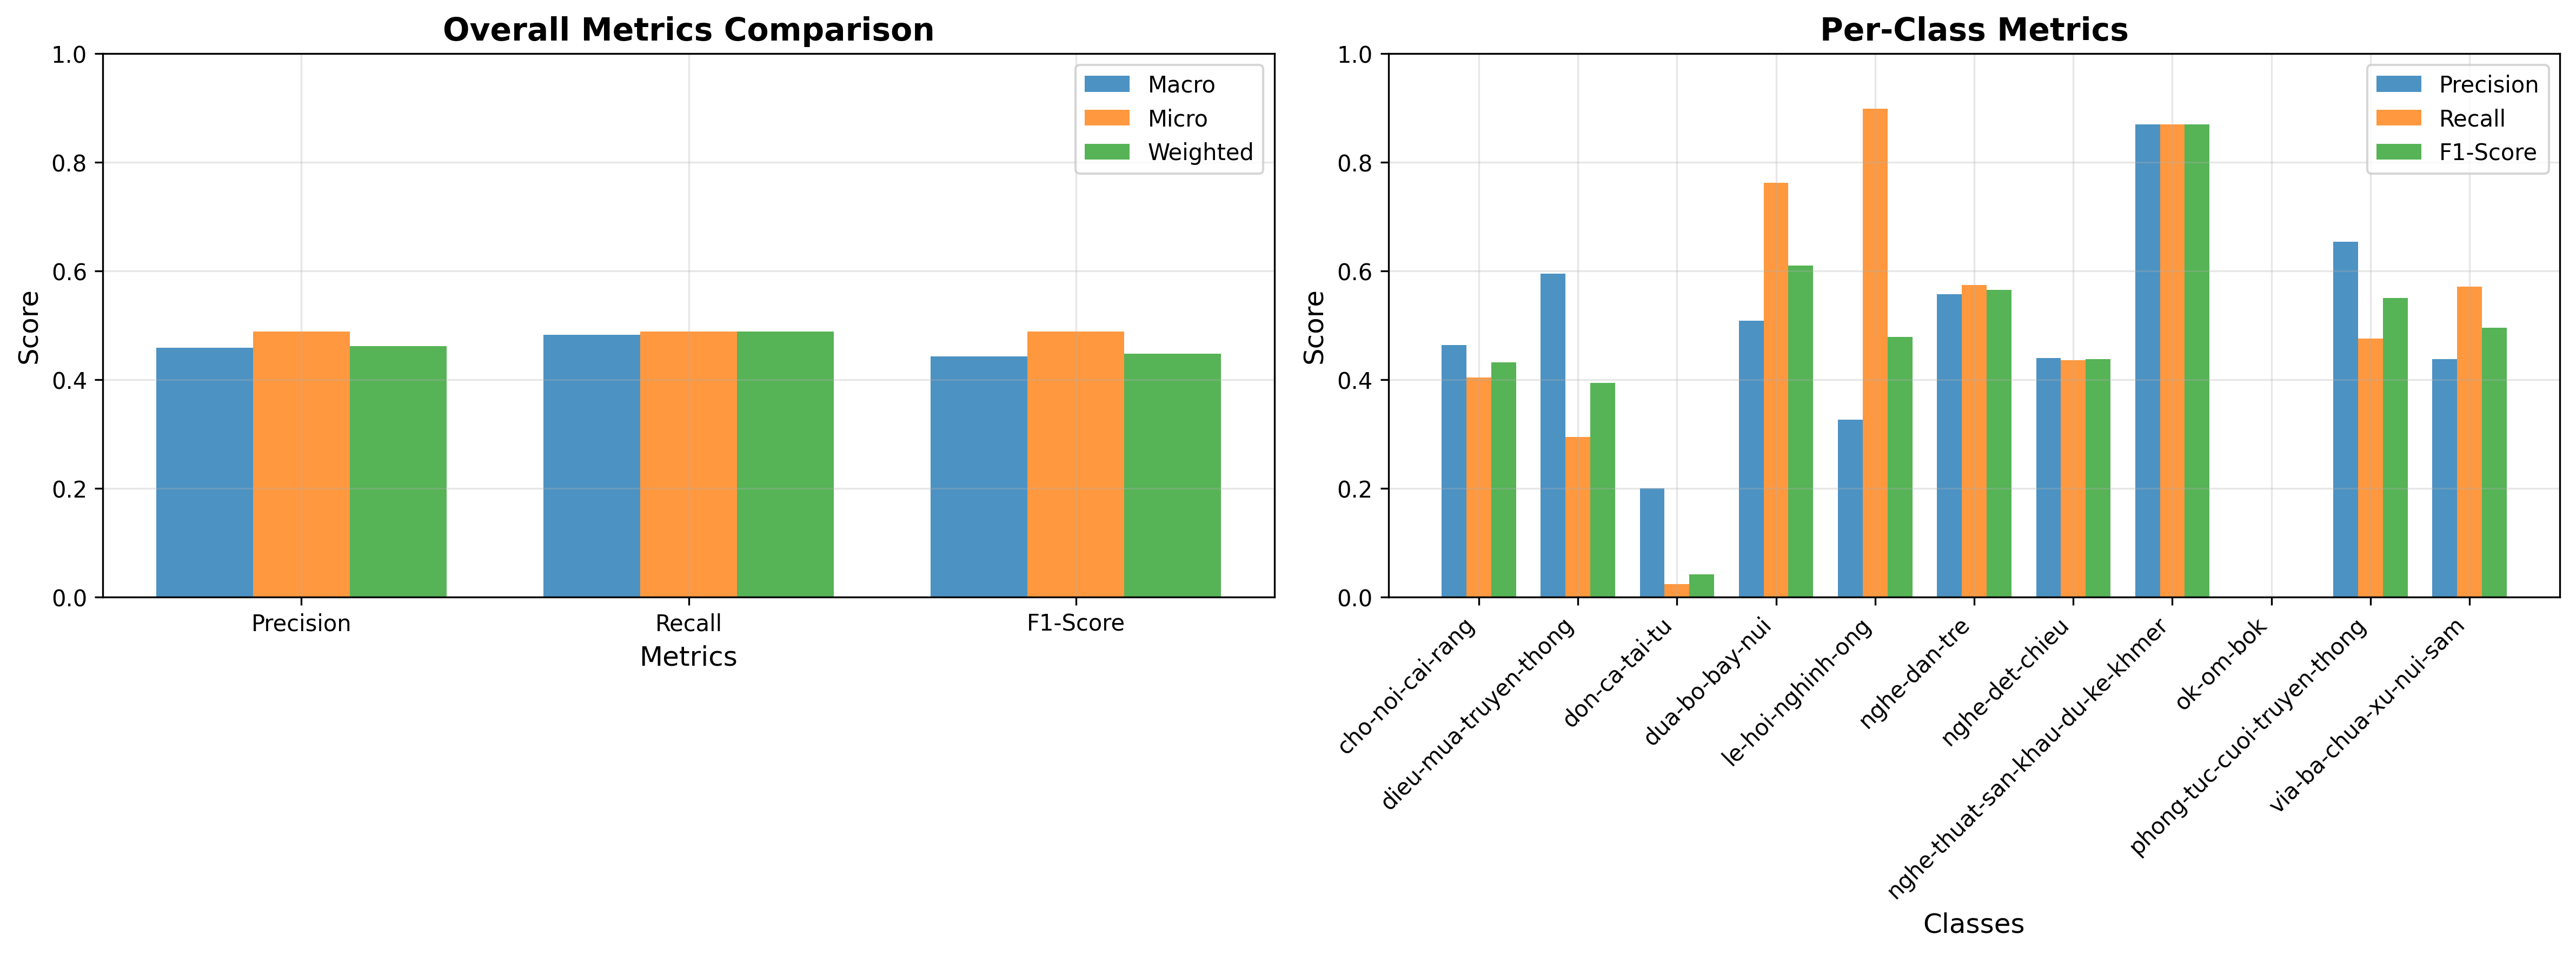 Overall Metrics Comparison
1.0
0.8
0.6
0.4
0.2
0.0
Score
Macro
Micro
Weighted
Precision
Recall
F1-Score
Metrics
Per-Class Metrics
1.0
0.8
0.6
0.4
0.2
0.0
Score
Precision
Recall
F1-Score
cho-noi-cai-rang
dieu-mua-truyen-thong
don-ca-tai-tu
dua-bo-bay-nui
le-hoi-nghinh-ong
nghe-dan-tre
nghe-det-chieu
nghe-thuat-san-khau-du-ke-khmer
ok-om-bok
phong-tuc-cuoi-truyen-thong
via-ba-chua-xu-nui-sam
Classes